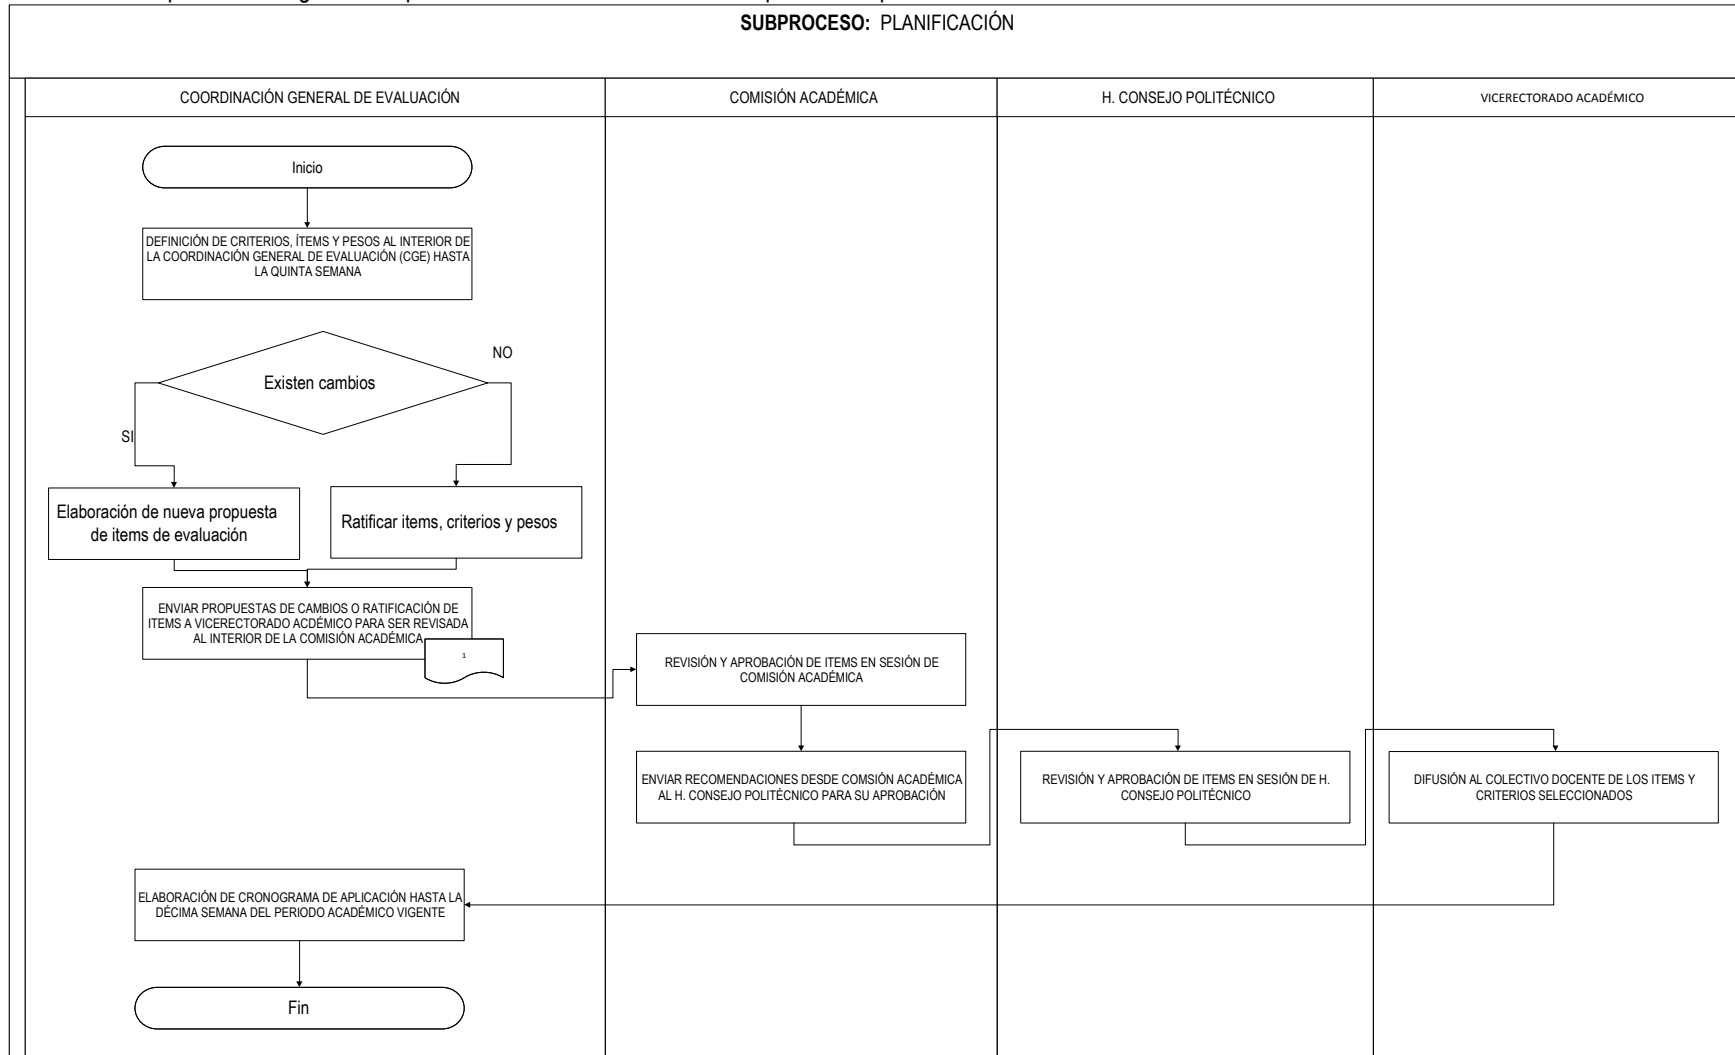 SUBPROCESO: PLANIFICACIÓN
COORDINACIÓN GENERAL DE EVALUACIÓN
COMISIÓN ACADÉMICA
H. CONSEJO POLITÉCNICO
VICERECTORADO ACADÉMICO
Inicio
DEFINICIÓN DE CRITERIOS, ÍTEMS Y PESOS AL INTERIOR DE
LA COORDINACIÓN GENERAL DE EVALUACIÓN (CGE) HASTA
LA QUINTA SEMANA
NO
Existen cambios
SI
Elaboración de nueva propuesta
de items de evaluación
Ratificar items, criterios y pesos
ENVIAR PROPUESTAS DE CAMBIOS O RATIFICACIÓN DE
ITEMS A VICERECTORADO ACDÉMICO PARA SER REVISADA
AL INTERIOR DE LA COMISIÓN ACADÉMICA
1
REVISIÓN Y APROBACIÓN DE ITEMS EN SESIÓN DE
COMISIÓN ACADÉMICA
ENVIAR RECOMENDACIONES DESDE COMSIÓN ACADÉMICA
AL H. CONSEJO POLITÉCNICO PARA SU APROBACIÓN
REVISIÓN Y APROBACIÓN DE ITEMS EN SESIÓN DE H.
CONSEJO POLITÉCNICO
DIFUSIÓN AL COLECTIVO DOCENTE DE LOS ITEMS Y
CRITERIOS SELECCIONADOS
ELABORACIÓN DE CRONOGRAMA DE APLICACIÓN HASTA LA
DÉCIMA SEMANA DEL PERIODO ACADÉMICO VIGENTE
Fin